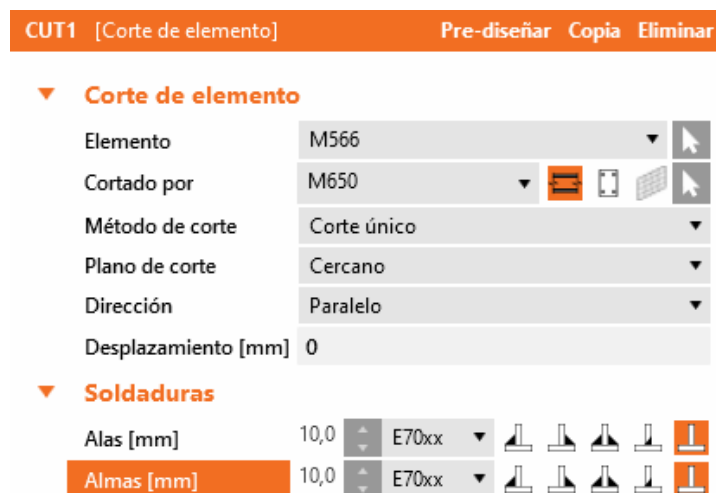 CUT1 [Corte de elemento] Pre-diseñar Copia Eliminar
Corte de elemento
Elemento M566
Cortado por M650
Método de corte Corte único
Plano de corte Cercano
Dirección Paralelo
Desplazamiento [mm] 0
Soldaduras
Alas [mm] 10,0 E70xx
Almas [mm] 10,0 E70xx